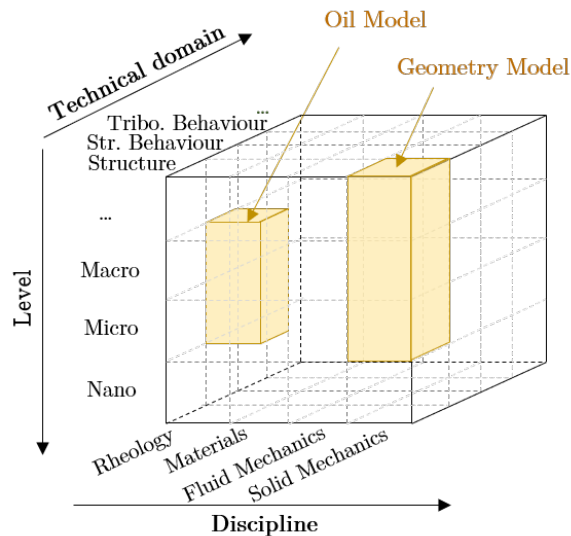 Oil Model
Geometry Model
Technical domain
...
Tribo. Behaviour
Str. Behaviour
Structure
...
Macro
Micro
Nano
Level
Rheology
Materials
Fluid Mechanics
Solid Mechanics
Discipline